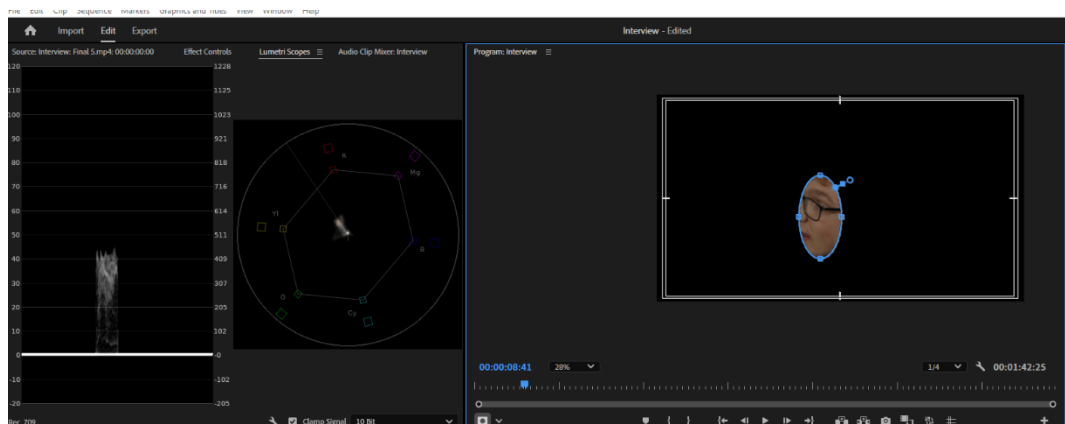 File Edit Clip Sequence Markers Graphics and Titles View Window Help
Import Edit Export
Interview - Edited
Source: Interview: Final 5.mp4: 00:00:00:00 Effect Controls Lumetri Scopes Audio Clip Mixer: Interview
Program: Interview
120 1228
110 1125
100 1023
90 921
80 818
70 716
60 614
50 511
40 409
30 307
20 205
10 102
0 -0
-10 -102
-20 -205
R
Mg
Yl
B
G
Cy
00:00:08:41 28% 1/4 00:01:42:25
Rec. 709 Clamp Signal 10 Bit